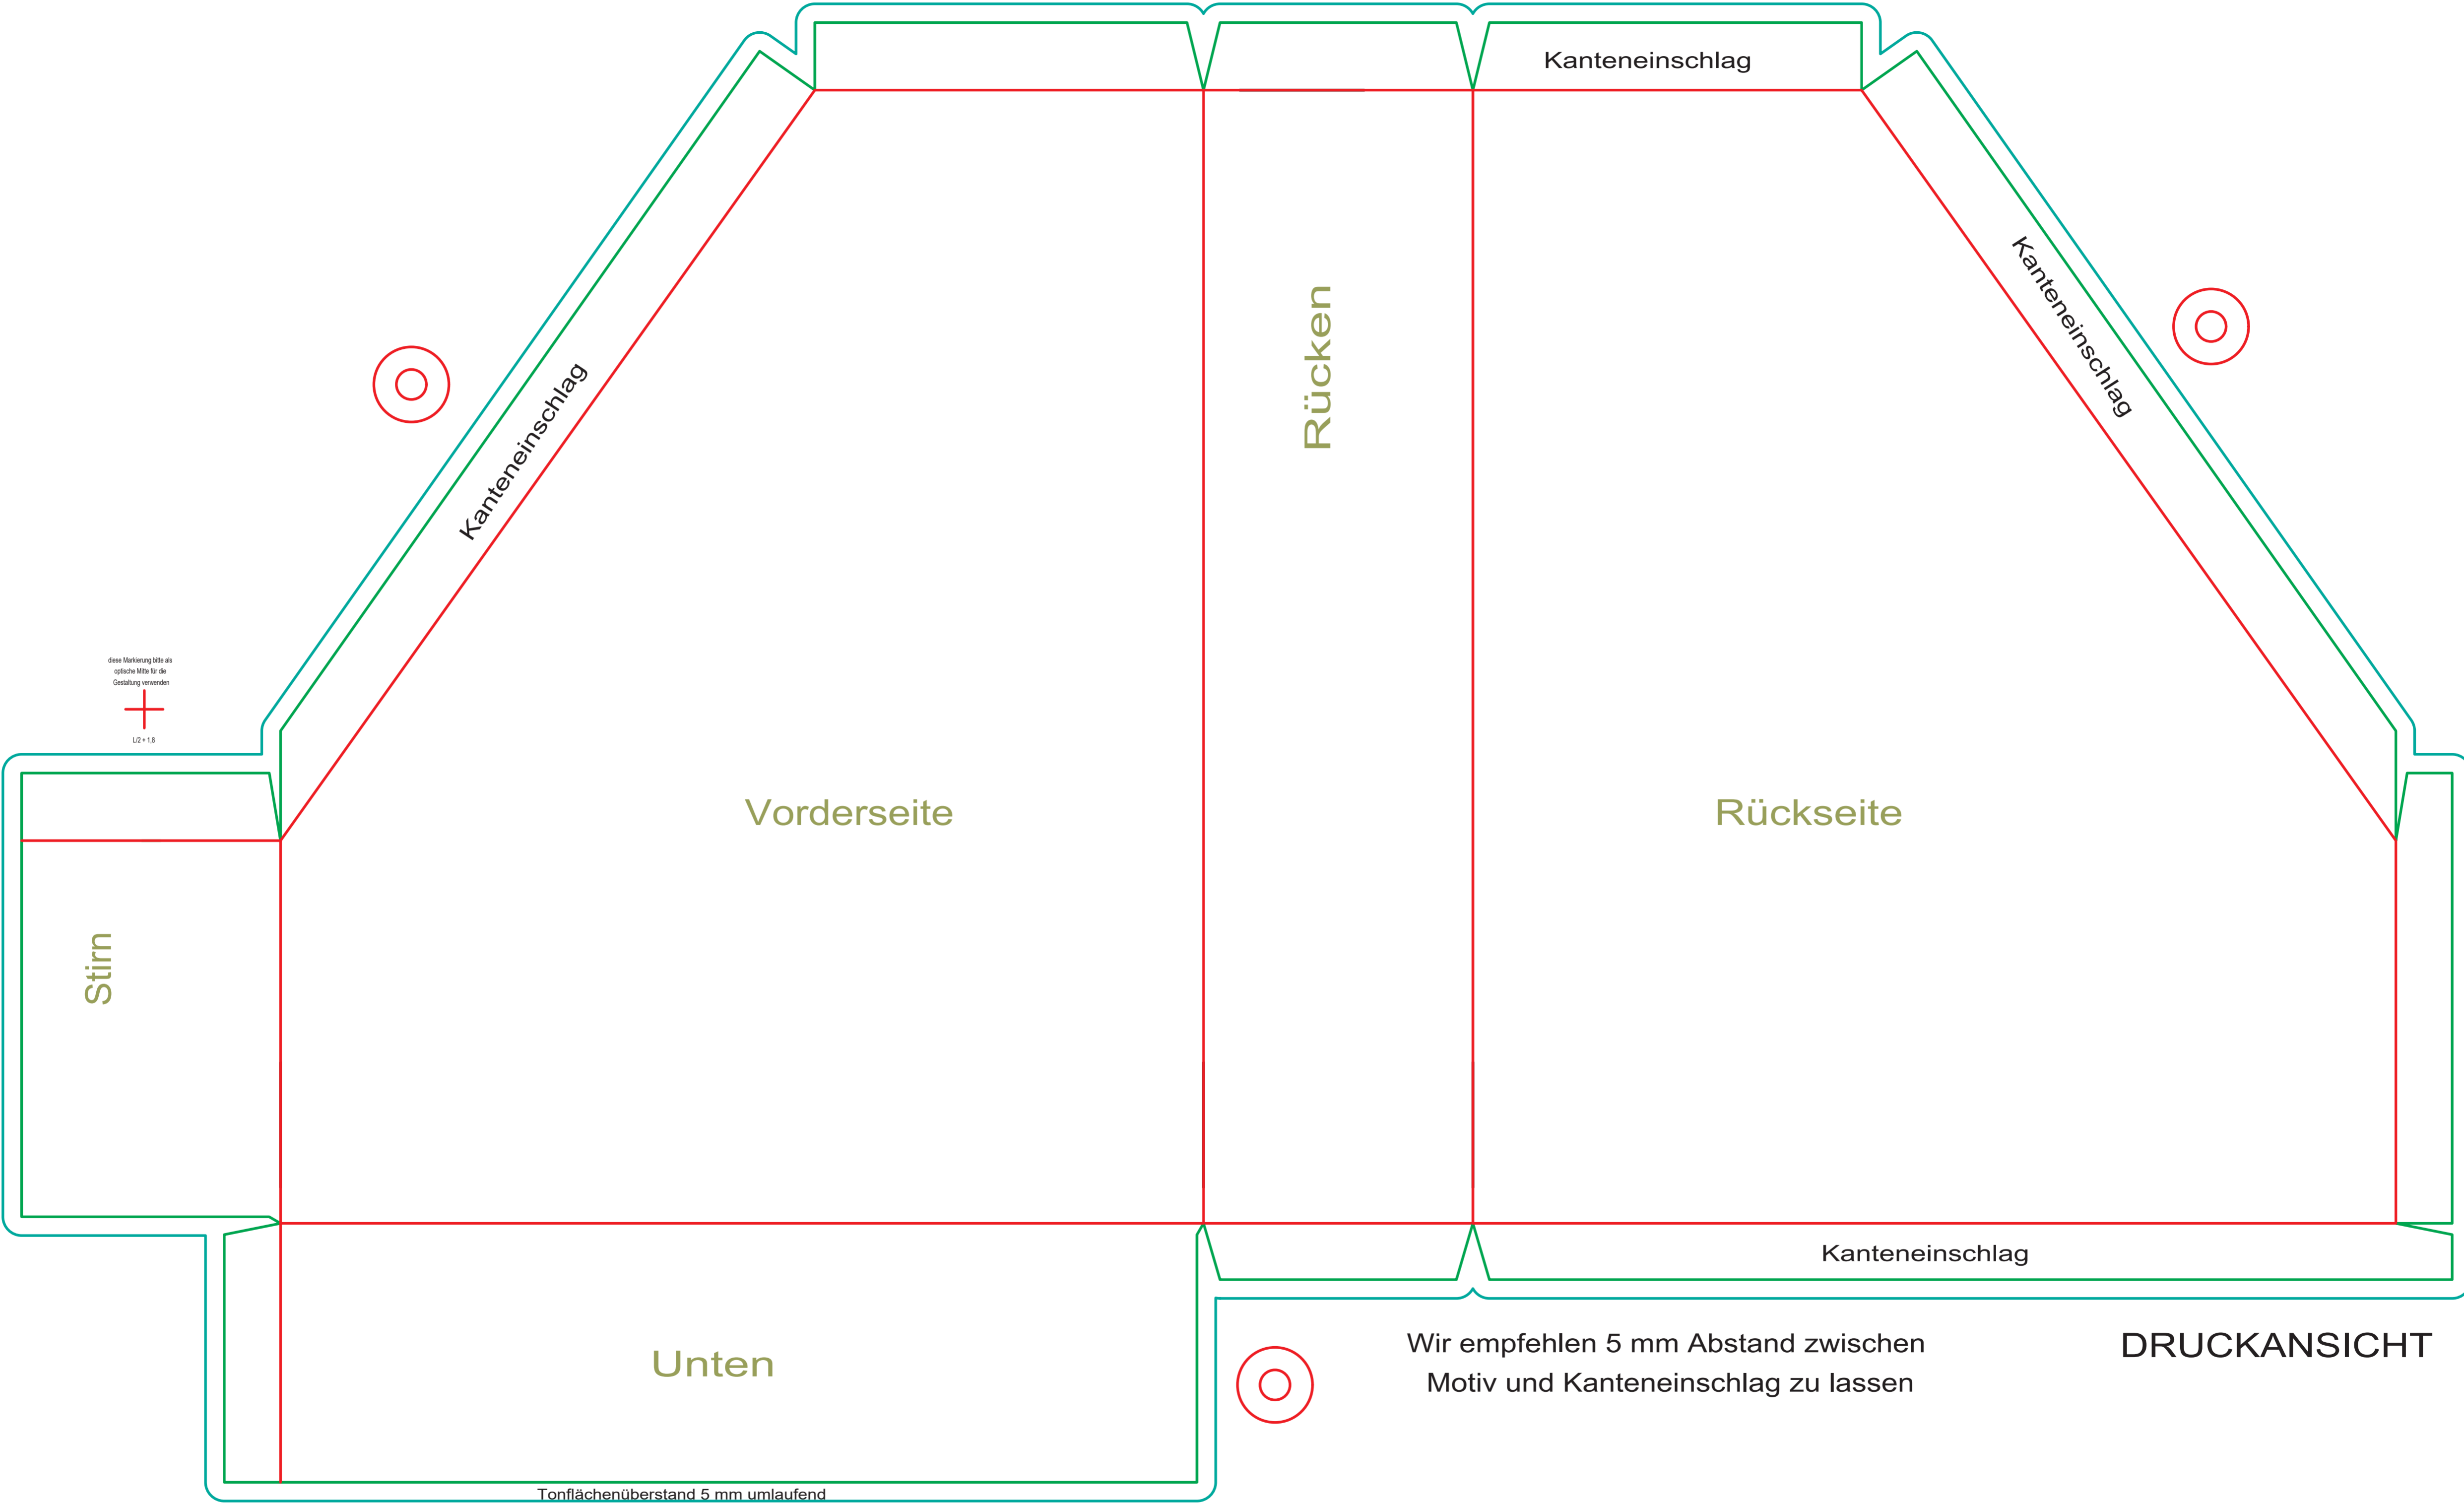 Kanteneinschlag
Kanteneinschlag
Rücken
Kanteneinschlag
diese Markierung bitte als
optische Mitte für die
Gestaltung verwenden
L/2 + 1,8
Vorderseite
Rückseite
Stirn
Kanteneinschlag
Unten
Wir empfehlen 5 mm Abstand zwischen
Motiv und Kanteneinschlag zu lassen
DRUCKANSICHT
Tonflächenüberstand 5 mm umlaufend